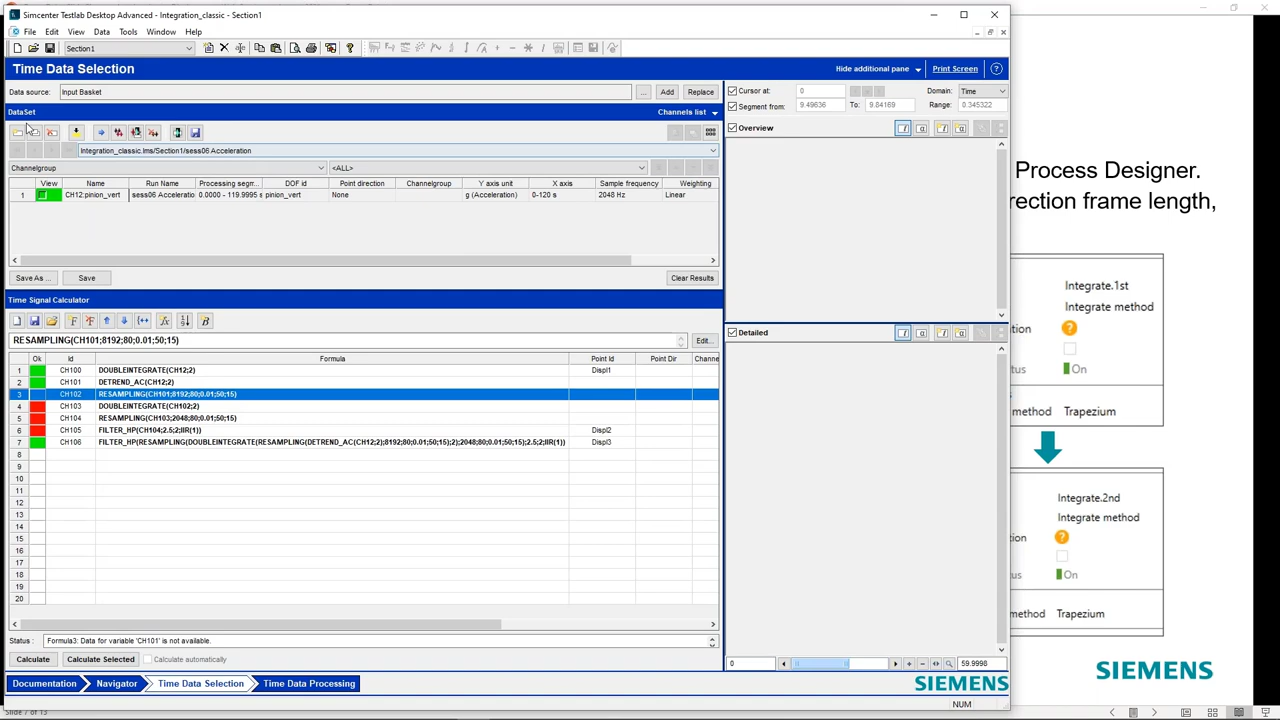 Simcenter Testlab Desktop Advanced - Integration_classic - Section1
File Edit View Data Tools Window Help
Section1
Time Data Selection
Hide additional pane
Print Screen
Data source: Input Basket ... Add Replace
DataSet
Channels list
Integration_classic.lms/Section1/sess06 Acceleration
Channelgroup <ALL>
View Name Run Name Processing segm... DOF id Point direction Channelgroup Y axis unit X axis Sample frequency Weighting
1 CH12:pinion_vert sess06 Acceleratio 0.0000 - 119.9995 s pinion_vert None g (Acceleration) 0-120 s 2048 Hz Linear
Save As ... Save Clear Results
Time Signal Calculator
RESAMPLING(CH101;8192;80;0.01;50;15) Edit...
Ok Id Formula Point Id Point Dir Channe
1 CH100 DOUBLEINTEGRATE(CH12;2) Displ1
2 CH101 DETREND_AC(CH12;2)
3 CH102 RESAMPLING(CH101;8192;80;0.01;50;15)
4 CH103 DOUBLEINTEGRATE(CH102;2)
5 CH104 RESAMPLING(CH103;2048;80;0.01;50;15)
6 CH105 FILTER_HP(CH104;2.5;2;IIR(1)) Displ2
7 CH106 FILTER_HP(RESAMPLING(DOUBLEINTEGRATE(RESAMPLING(DETREND_AC(CH12;2);8192;80;0.01;50;15);2);2048;80;0.01;50;15);2.5;2;IIR(1)) Displ3
8
9
10
11
12
13
14
15
16
17
18
19
20
Status : Formula3: Data for variable 'CH101' is not available.
Calculate Calculate Selected Calculate automatically
Documentation Navigator Time Data Selection Time Data Processing
Cursor at: 0 Domain: Time
Segment from: 9.49636 To: 9.84169 Range: 0.345322
Overview
Detailed
0 59.9998
SIEMENS
NUM
Process Designer.
rection frame length,
Integrate.1st
Integrate method
tion
tus On
method Trapezium
Integrate.2nd
Integrate method
ion
us On
method Trapezium
SIEMENS
Slide 7 of 13